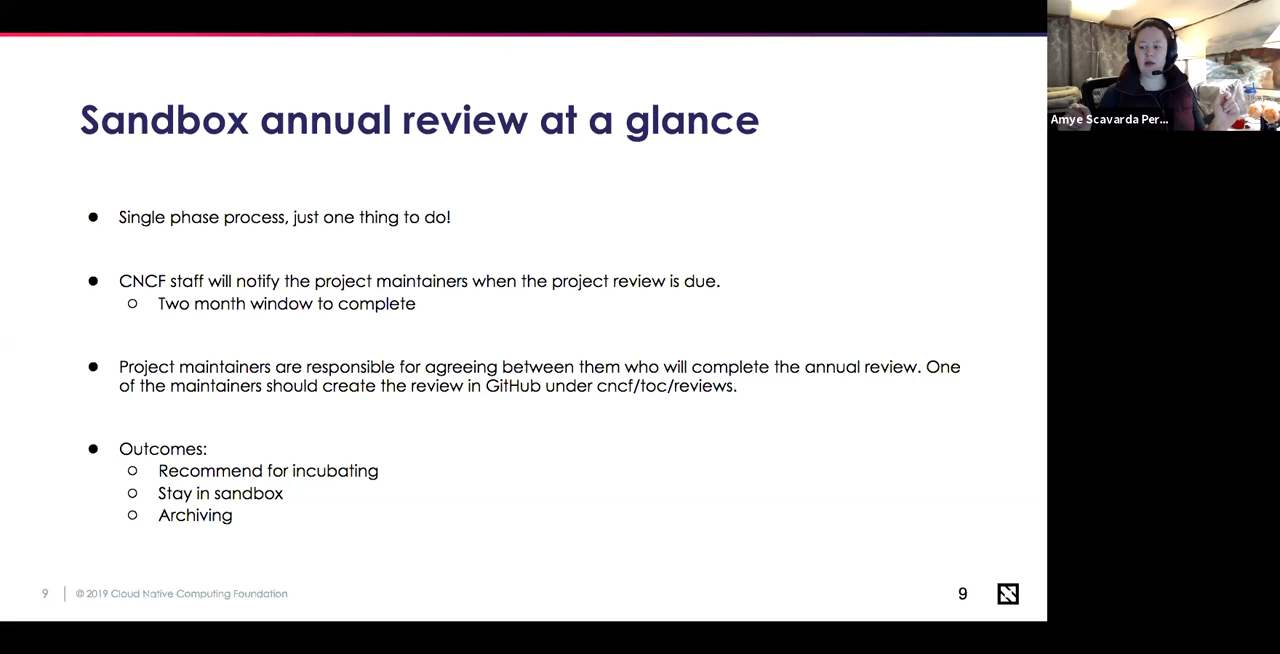 Sandbox annual review at a glance
Amye Scavarda Per...
● Single phase process, just one thing to do!
● CNCF staff will notify the project maintainers when the project review is due.
○ Two month window to complete
● Project maintainers are responsible for agreeing between them who will complete the annual review. One
of the maintainers should create the review in GitHub under cncf/toc/reviews.
● Outcomes:
○ Recommend for incubating
○ Stay in sandbox
○ Archiving
9 | © 2019 Cloud Native Computing Foundation
9